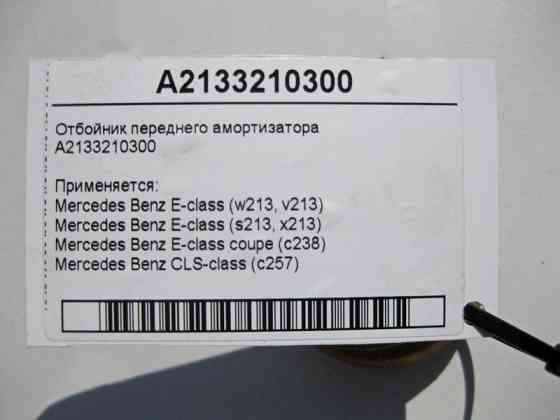 A2133210300
Отбойник переднего амортизатора
A2133210300
Применяется:
Mercedes Benz E-class (w213, v213)
Mercedes Benz E-class (s213, x213)
Mercedes Benz E-class coupe (c238)
Mercedes Benz CLS-class (c257)